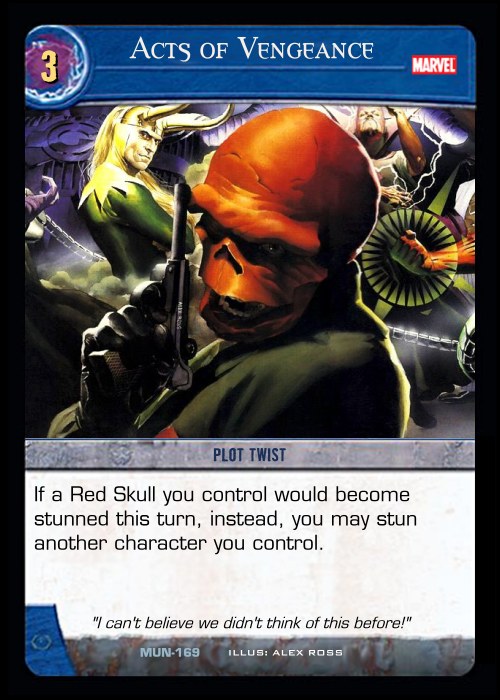 3
Acts of Vengeance
MARVEL
PLOT TWIST
If a Red Skull you control would become
stunned this turn, instead, you may stun
another character you control.
"I can't believe we didn't think of this before!"
MUN-169 ILLUS: ALEX ROSS